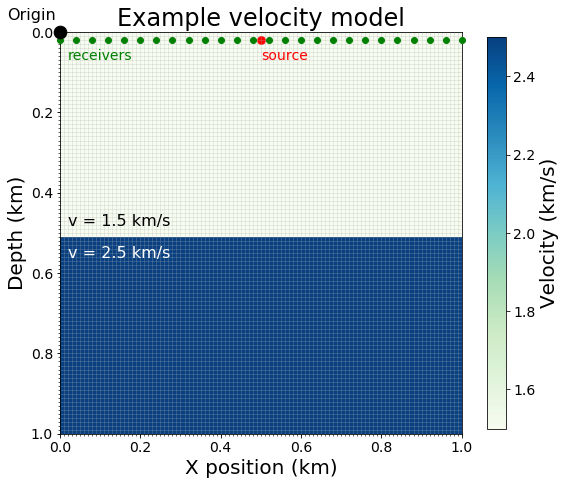 Example velocity model
Origin
0.0
receivers
source
0.2
0.4
v = 1.5 km/s
v = 2.5 km/s
0.6
0.8
1.0
Depth (km)
0.0 0.2 0.4 0.6 0.8 1.0
X position (km)
2.4
2.2
2.0
1.8
1.6
Velocity (km/s)